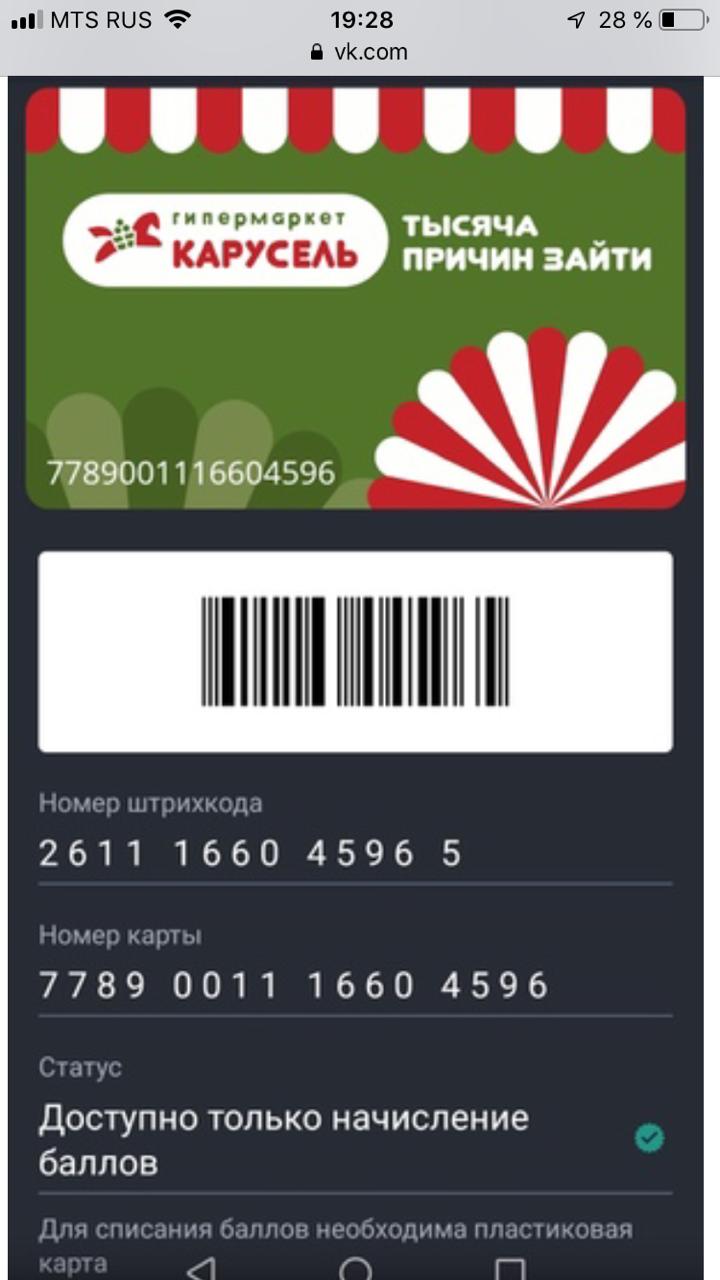 MTS RUS 19:28 28 %
vk.com
гипермаркет
КАРУСЕЛЬ
ТЫСЯЧА
ПРИЧИН ЗАЙТИ
7789001116604596
Номер штрихкода
2611 1660 4596 5
Номер карты
7789 0011 1660 4596
Статус
Доступно только начисление
баллов
Для списания баллов необходима пластиковая
карта